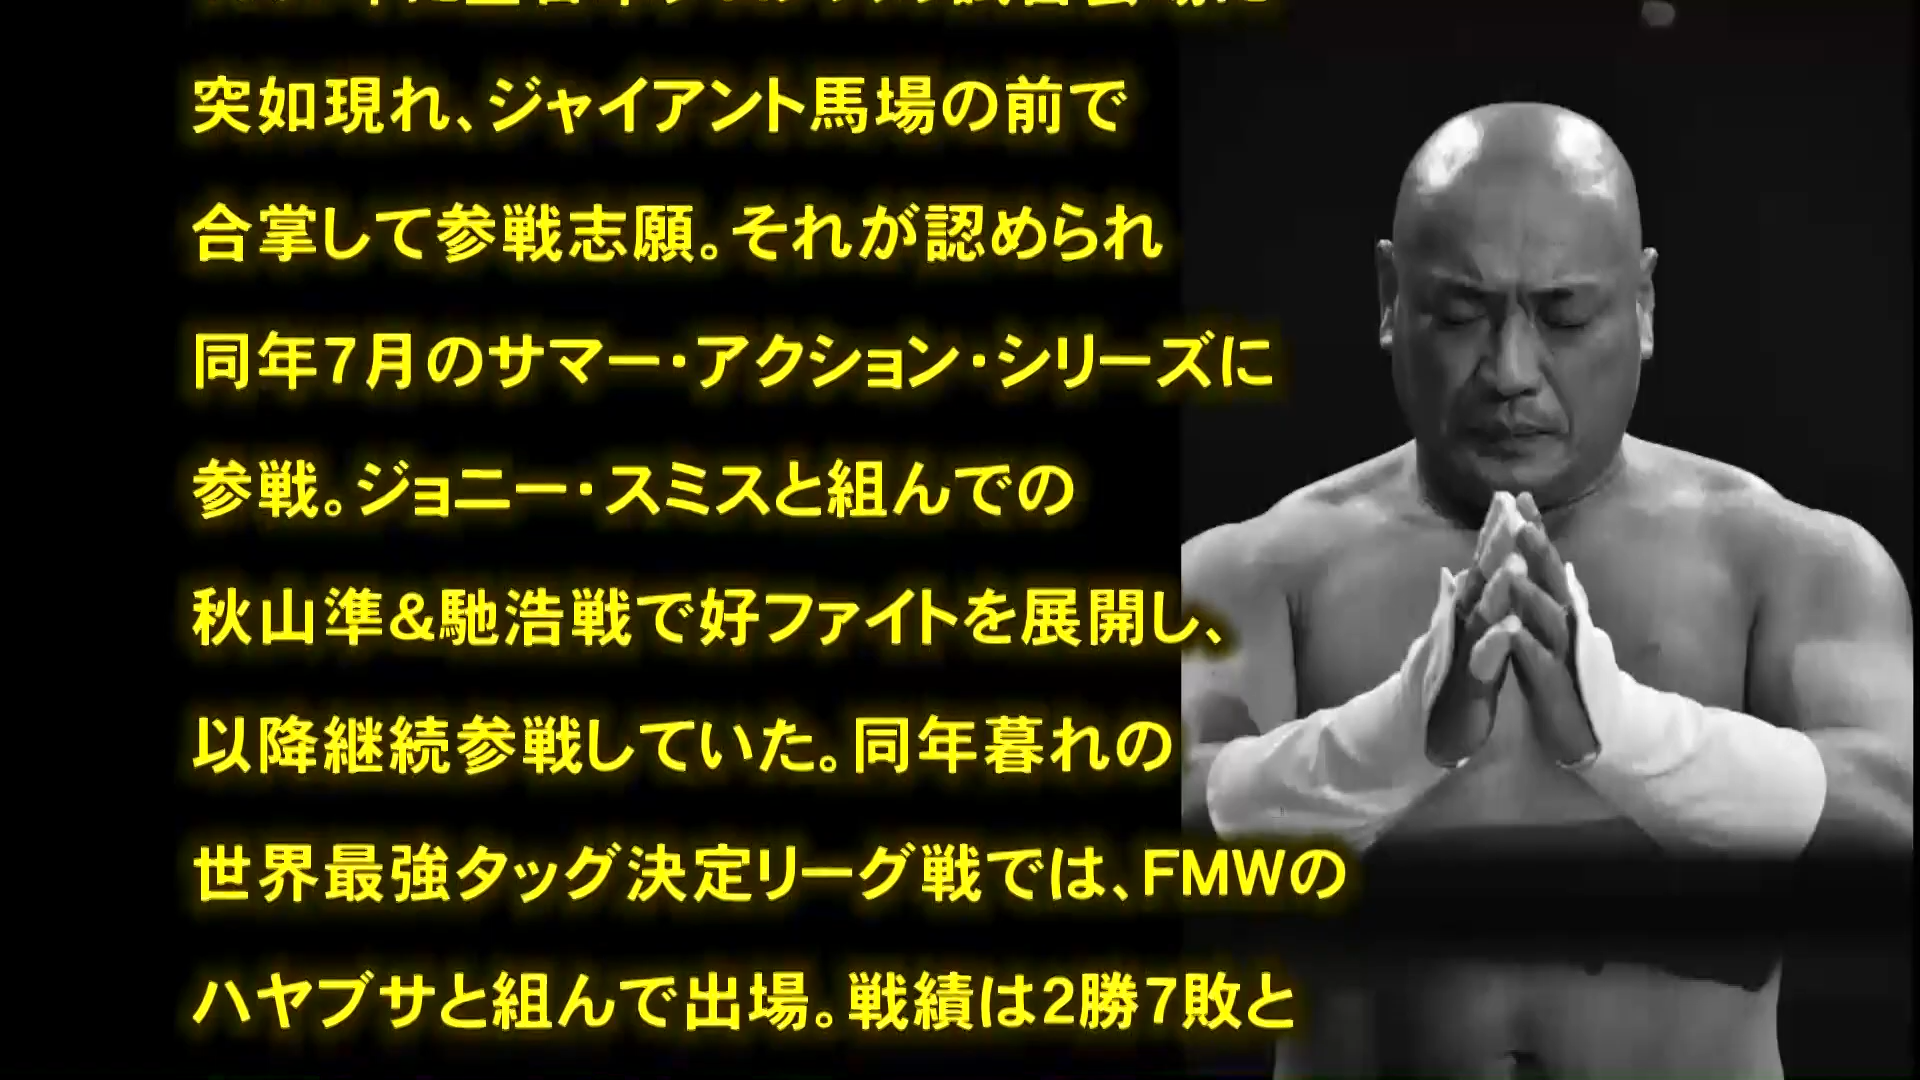 突如現れ、ジャイアント馬場の前で
合掌して参戦志願。それが認められ
同年7月のサマー・アクション・シリーズに
参戦。ジョニー・スミスと組んでの
秋山準&馳浩戦で好ファイトを展開し、
以降継続参戦していた。同年暮れの
世界最強タッグ決定リーグ戦では、FMWの
ハヤブサと組んで出場。戦績は2勝7敗と